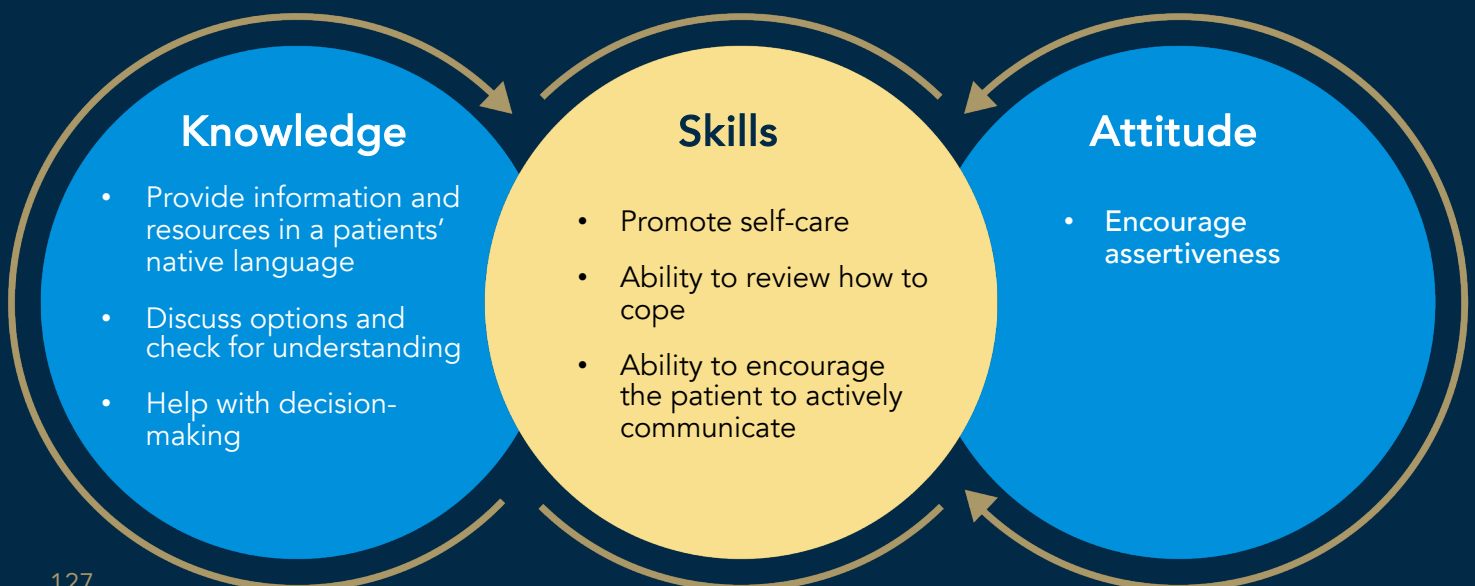 Knowledge
• Provide information and
resources in a patients’
native language
• Discuss options and
check for understanding
• Help with decision-
making
Skills
• Promote self-care
• Ability to review how to
cope
• Ability to encourage
the patient to actively
communicate
Attitude
• Encourage
assertiveness
127